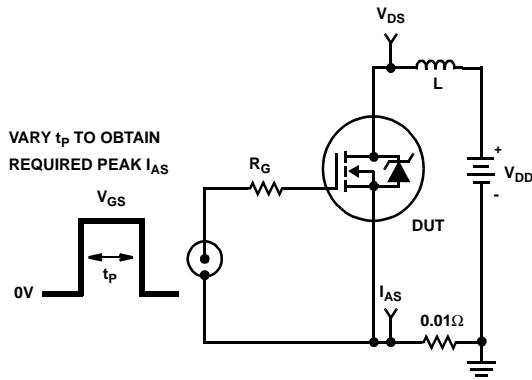 V_DS
L
VARY t_P TO OBTAIN
REQUIRED PEAK I_AS
R_G
+
V_DD
-
V_GS
DUT
t_P
0V
I_AS
0.01Ω